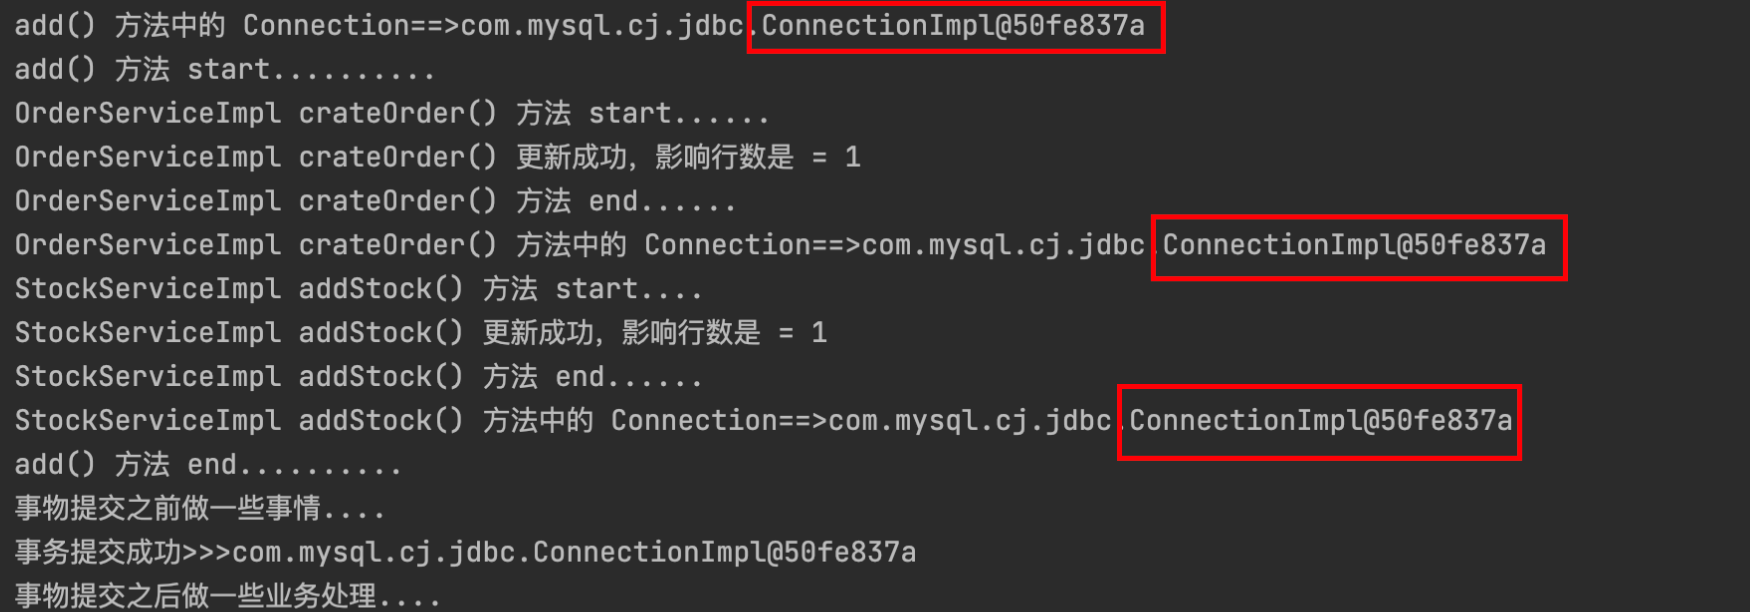 add() 方法中的 Connection==>com.mysql.cj.jdbc.ConnectionImpl@50fe837a
add() 方法 start..........
OrderServiceImpl crateOrder() 方法 start......
OrderServiceImpl crateOrder() 更新成功，影响行数是 = 1
OrderServiceImpl crateOrder() 方法 end......
OrderServiceImpl crateOrder() 方法中的 Connection==>com.mysql.cj.jdbc.ConnectionImpl@50fe837a
StockServiceImpl addStock() 方法 start....
StockServiceImpl addStock() 更新成功，影响行数是 = 1
StockServiceImpl addStock() 方法 end......
StockServiceImpl addStock() 方法中的 Connection==>com.mysql.cj.jdbc.ConnectionImpl@50fe837a
add() 方法 end..........
事物提交之前做一些事情....
事务提交成功>>>com.mysql.cj.jdbc.ConnectionImpl@50fe837a
事物提交之后做一些业务处理....